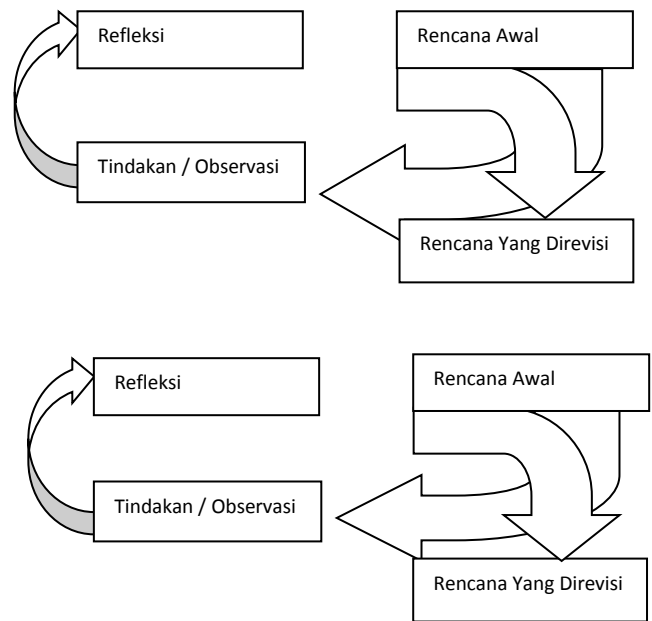 Refleksi
Rencana Awal
Tindakan / Observasi
Rencana Yang Direvisi
Refleksi
Rencana Awal
Tindakan / Observasi
Rencana Yang Direvisi